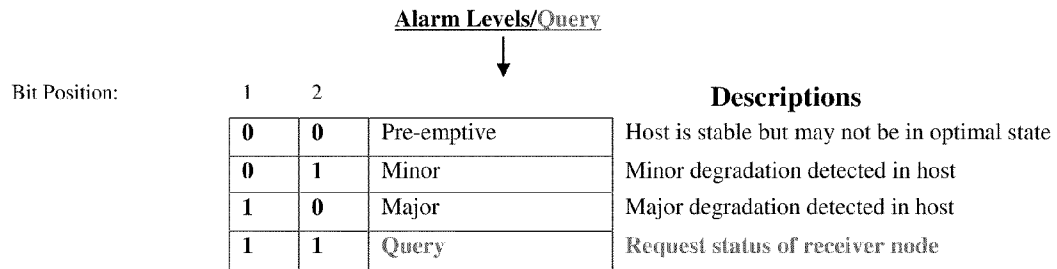 Alarm Levels/Query
Bit Position: 1 2 Descriptions
0 0 Pre-emptive Host is stable but may not be in optimal state
0 1 Minor Minor degradation detected in host
1 0 Major Major degradation detected in host
1 1 Query Request status of receiver node